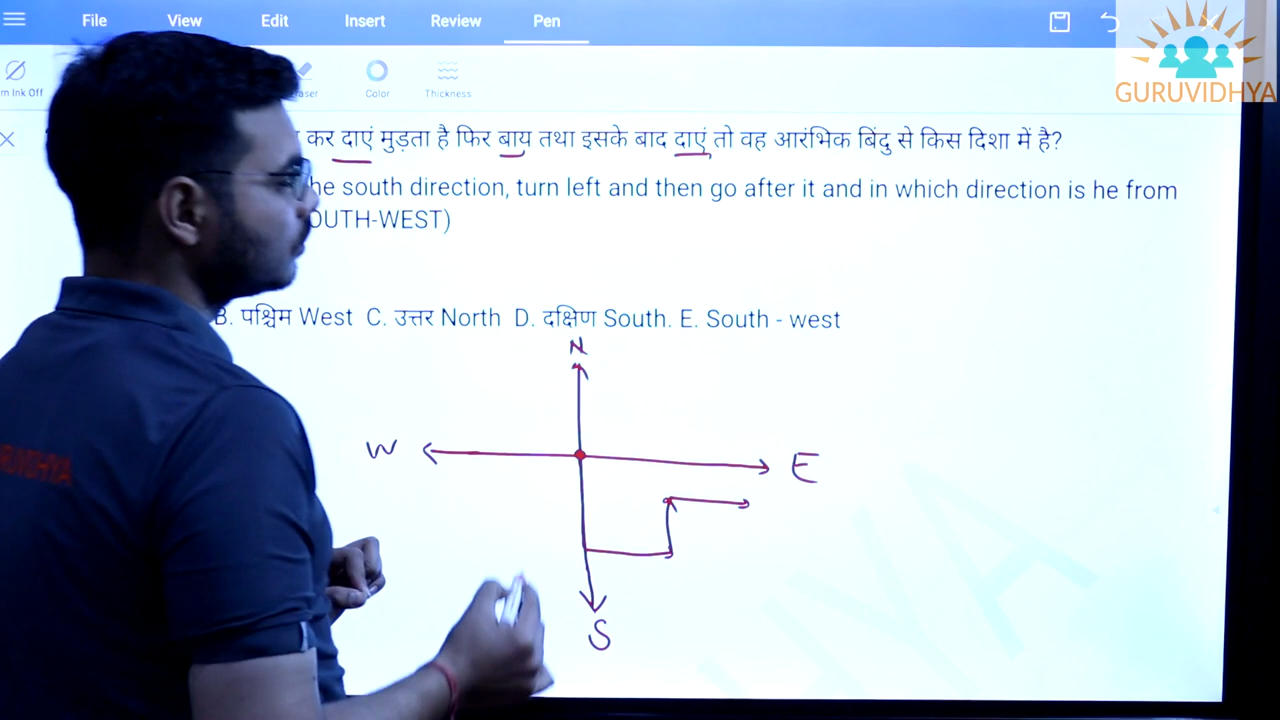 File View Edit Insert Review Pen
GURUVIDHYA
Ink Off Color Thickness
कर दाएं मुड़ता है फिर बाय तथा इसके बाद दाएं तो वह आरंभिक बिंदु से किस दिशा में है?
he south direction, turn left and then go after it and in which direction is he from
OUTH-WEST)
B. पश्चिम West C. उत्तर North D. दक्षिण South. E. South - west
N
W
E
S